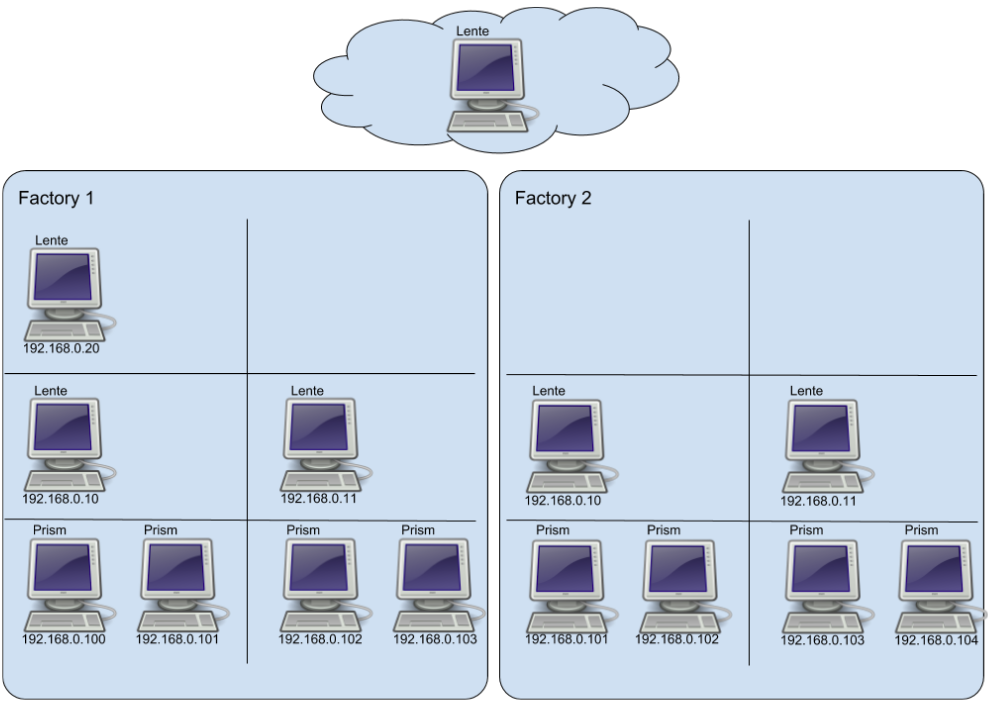 Lente
Factory 1
Lente
192.168.0.20
Lente
192.168.0.10
Lente
192.168.0.11
Prism
192.168.0.100
Prism
192.168.0.101
Prism
192.168.0.102
Prism
192.168.0.103
Factory 2
Lente
192.168.0.10
Lente
192.168.0.11
Prism
192.168.0.101
Prism
192.168.0.102
Prism
192.168.0.103
Prism
192.168.0.104